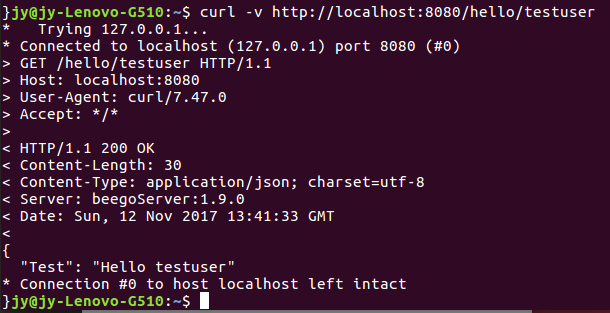 }jy@jy-Lenovo-G510:~$ curl -v http://localhost:8080/hello/testuser
*   Trying 127.0.0.1...
* Connected to localhost (127.0.0.1) port 8080 (#0)
> GET /hello/testuser HTTP/1.1
> Host: localhost:8080
> User-Agent: curl/7.47.0
> Accept: */*
>
< HTTP/1.1 200 OK
< Content-Length: 30
< Content-Type: application/json; charset=utf-8
< Server: beegoServer:1.9.0
< Date: Sun, 12 Nov 2017 13:41:33 GMT
<
{
  "Test": "Hello testuser"
* Connection #0 to host localhost left intact
}jy@jy-Lenovo-G510:~$